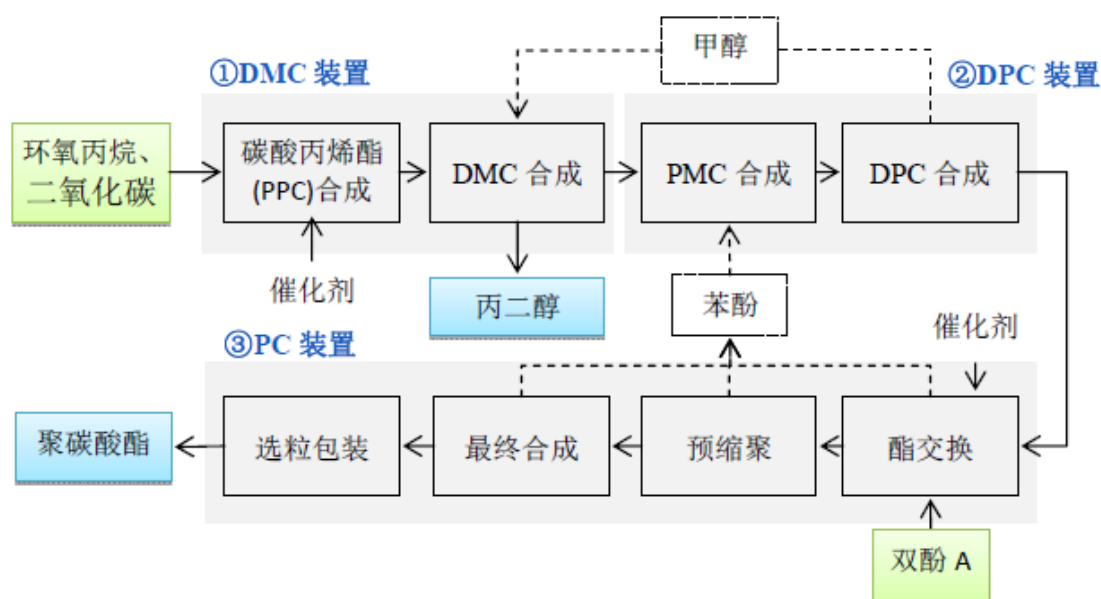 甲醇
①DMC 装置
②DPC 装置
环氧丙烷、
二氧化碳
碳酸丙烯酯
(PPC)合成
DMC 合成
PMC 合成
DPC 合成
催化剂
丙二醇
苯酚
催化剂
③PC 装置
聚碳酸酯
选粒包装
最终合成
预缩聚
酯交换
双酚 A